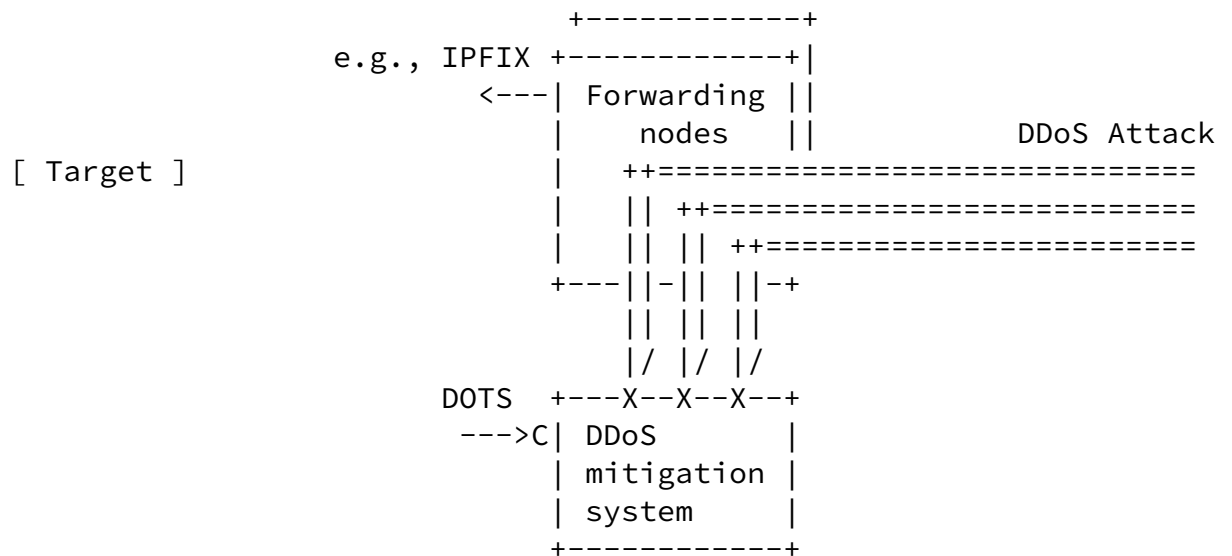 e.g., IPFIX
<---| Forwarding ||
nodes
DDoS Attack
[ Target ]
DOTS
--->C| DDoS
mitigation
system